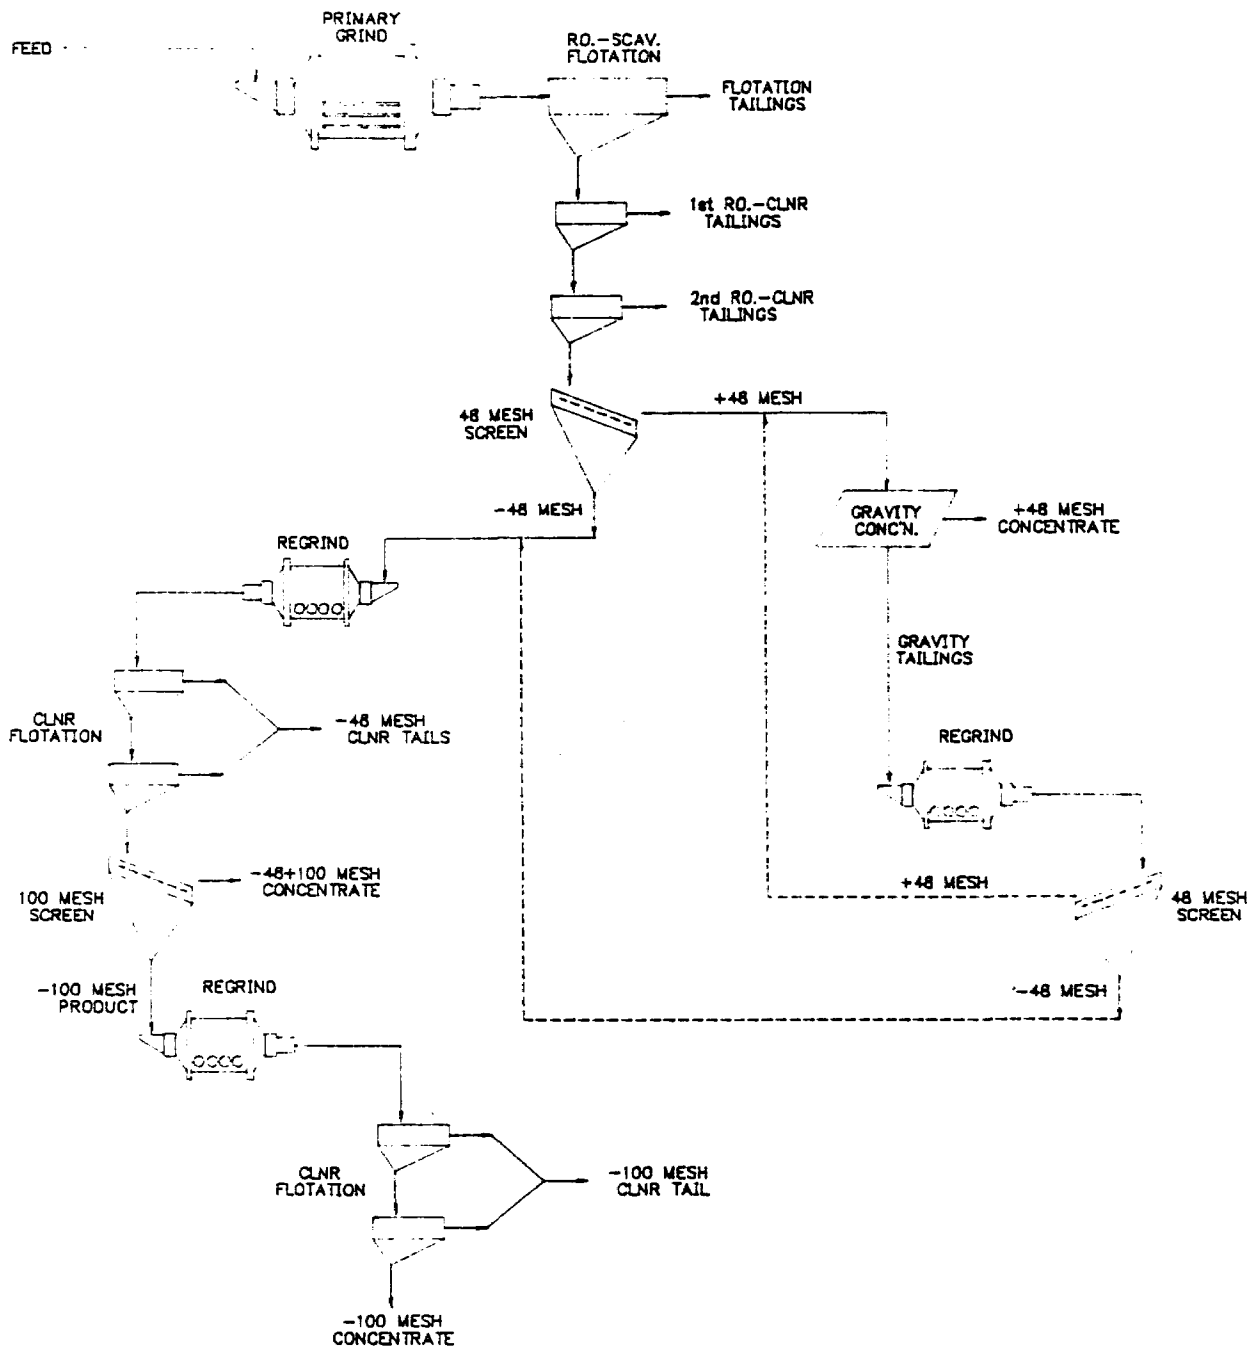 PRIMARY
GRIND
FEED
RO.-SCAV.
FLOTATION
FLOTATION
TAILINGS
1st RO.-CLNR
TAILINGS
2nd RO.-CLNR
TAILINGS
48 MESH
SCREEN
+48 MESH
-48 MESH
GRAVITY
CONC'N.
+48 MESH
CONCENTRATE
REGRIND
GRAVITY
TAILINGS
CLNR
FLOTATION
-48 MESH
CLNR TAILS
REGRIND
-48+100 MESH
CONCENTRATE
100 MESH
SCREEN
+48 MESH
48 MESH
SCREEN
-100 MESH
PRODUCT
REGRIND
-48 MESH
CLNR
FLOTATION
-100 MESH
CLNR TAIL
-100 MESH
CONCENTRATE